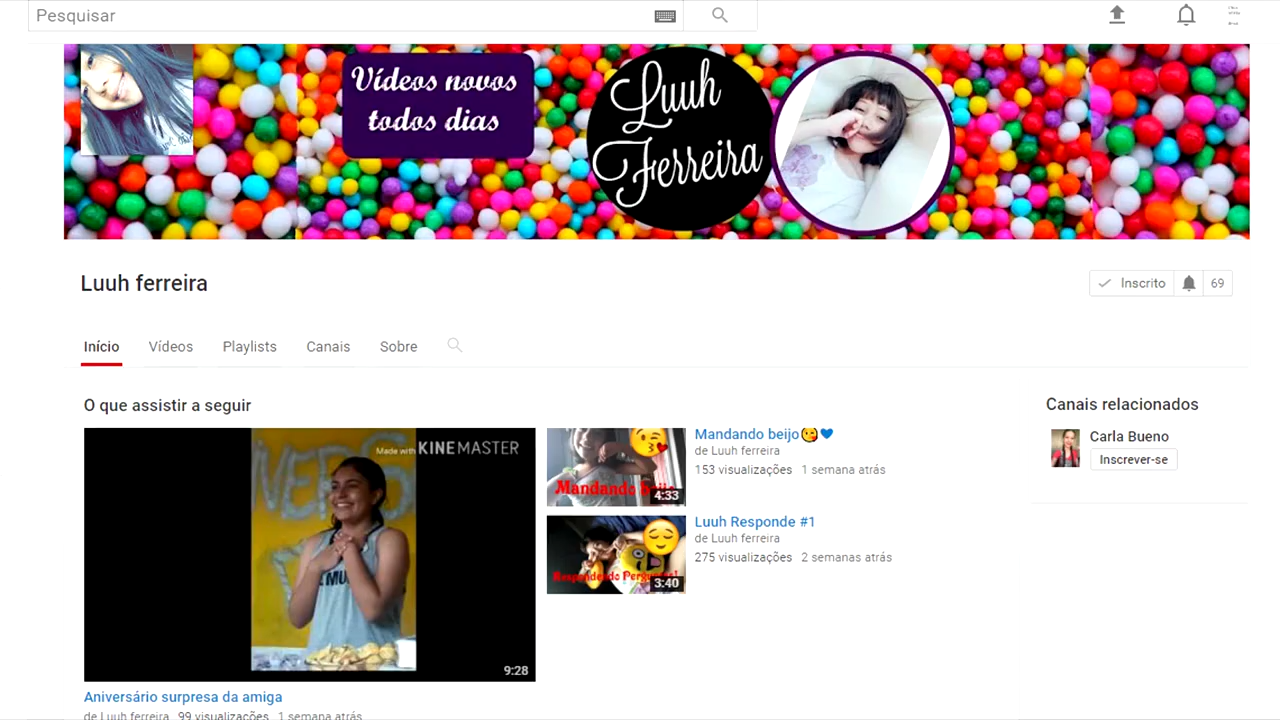 Pesquisar
Vídeos novos
todos dias
Luuh
Ferreira
Luuh ferreira
Inscrito
69
Início
Vídeos
Playlists
Canais
Sobre
O que assistir a seguir
Made with KINEMASTER
9:28
Aniversário surpresa da amiga
de Luuh ferreira 99 visualizações 1 semana atrás
Mandando beijo
4:33
Mandando beijo😘💙
de Luuh ferreira
153 visualizações 1 semana atrás
3:40
Luuh Responde #1
de Luuh ferreira
275 visualizações 2 semanas atrás
Canais relacionados
Carla Bueno
Inscrever-se